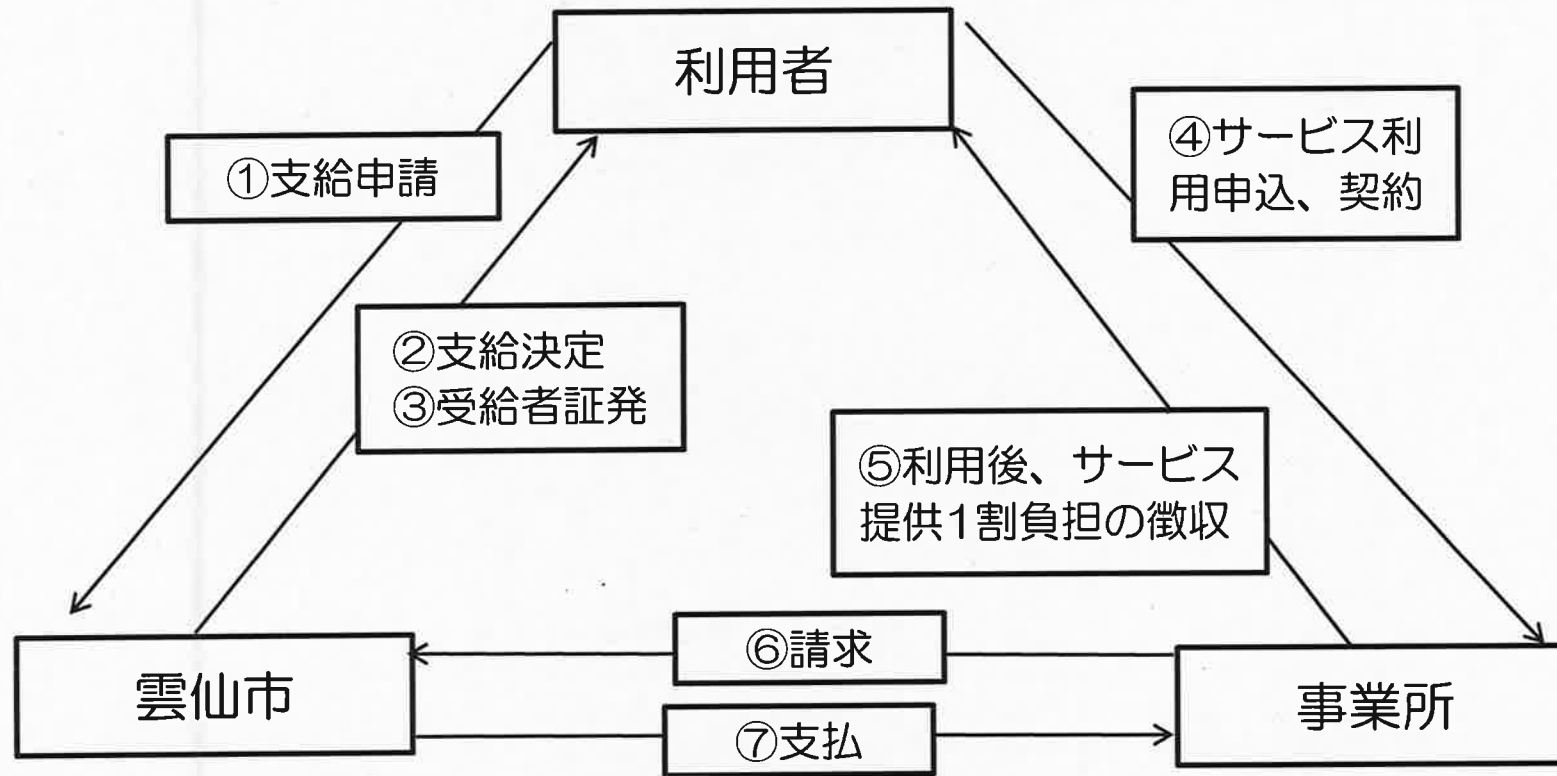 利用者
①支給申請
④サービス利
用申込、契約
②支給決定
③受給者証発
⑤利用後、サービス
提供1割負担の徴収
⑥請求
雲仙市
事業所
⑦支払